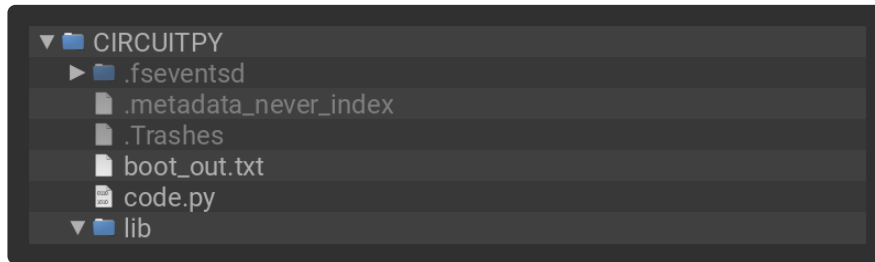 CIRCUITPY
.fseventsd
.metadata_never_index
.Trashes
boot_out.txt
code.py
lib